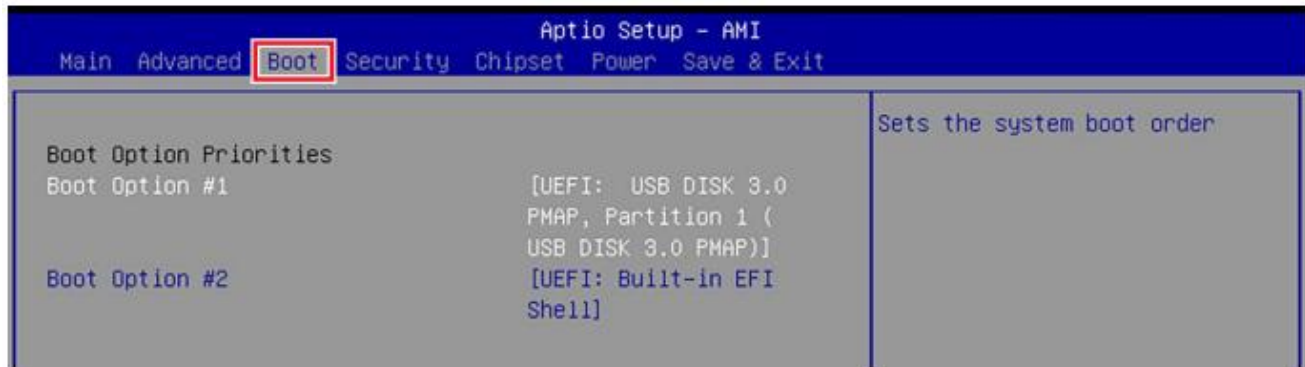 Aptio Setup – AMI
Main Advanced Boot Security Chipset Power Save & Exit
Sets the system boot order
Boot Option Priorities
Boot Option #1 [UEFI: USB DISK 3.0
PMAP, Partition 1 (
USB DISK 3.0 PMAP)]
Boot Option #2 [UEFI: Built-in EFI
Shell]